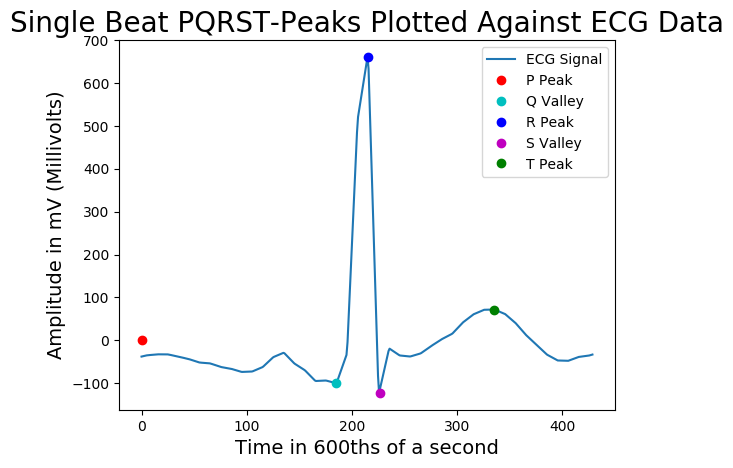 Single Beat PQRST-Peaks Plotted Against ECG Data
Amplitude in mV (Millivolts)
700
600
500
400
300
200
100
0
−100
0 100 200 300 400
Time in 600ths of a second
ECG Signal
P Peak
Q Valley
R Peak
S Valley
T Peak